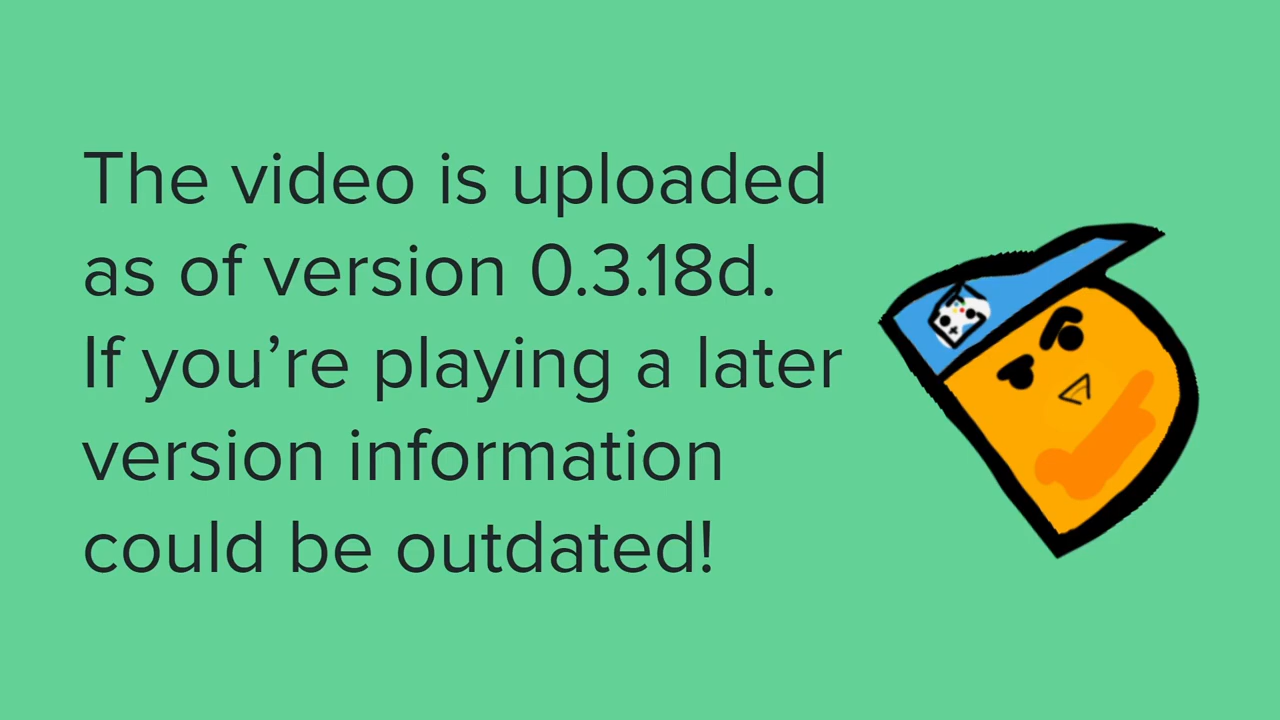 The video is uploaded
as of version 0.3.18d.
If you’re playing a later
version information
could be outdated!